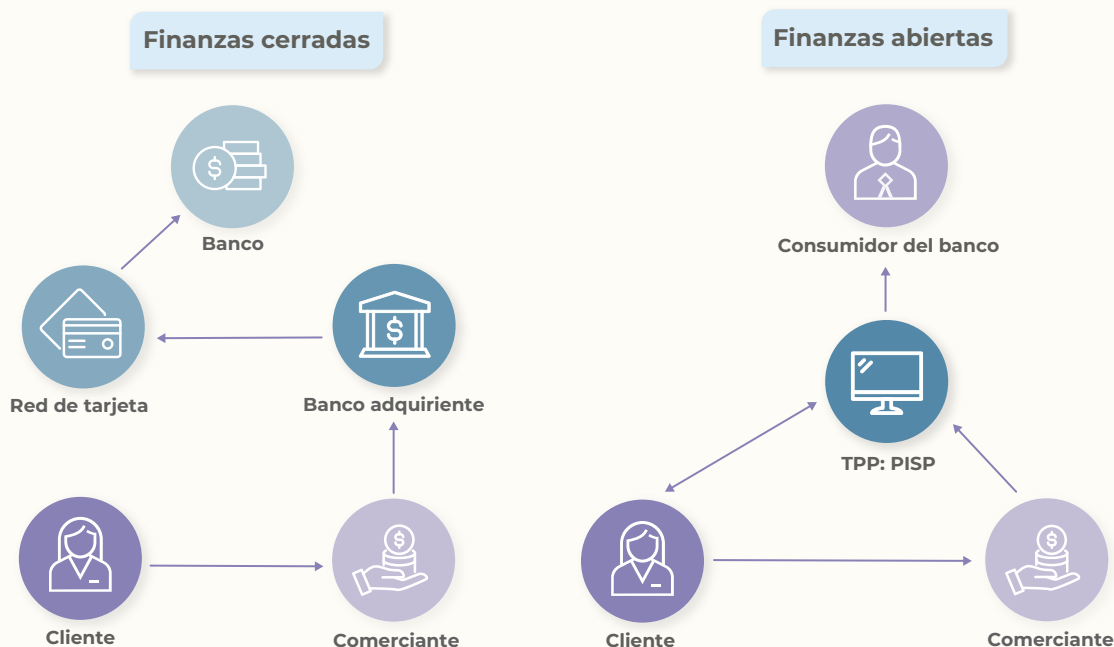 Finanzas cerradas
Banco
Red de tarjeta
Banco adquiriente
Cliente
Comerciante
Finanzas abiertas
Consumidor del banco
TPP: PISP
Cliente
Comerciante